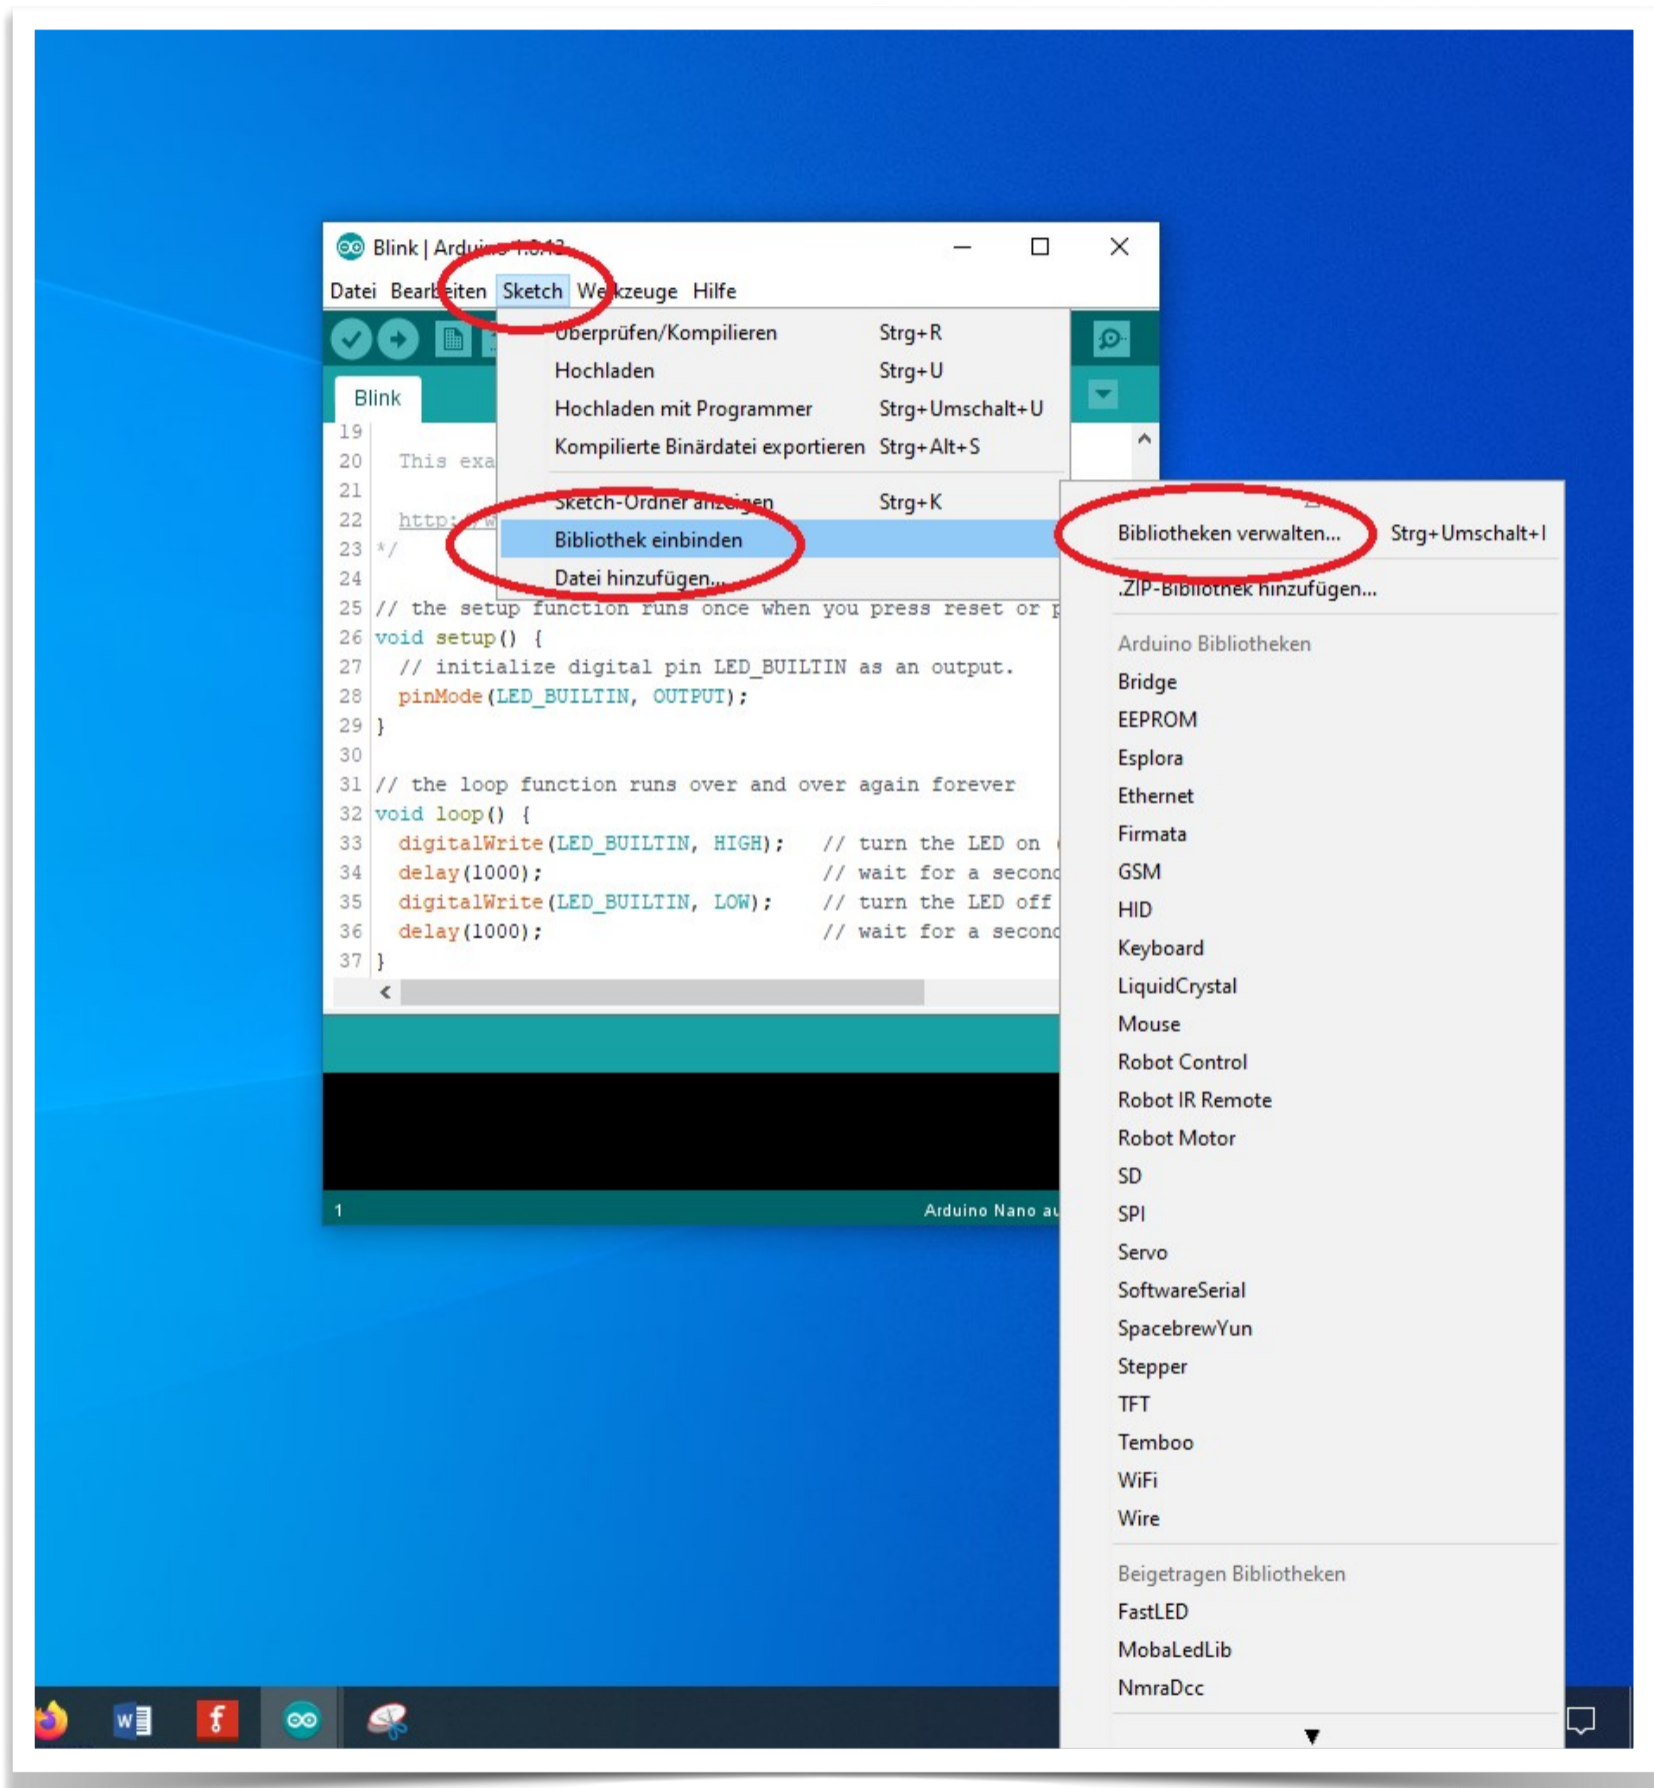 Blink | Arduino 1.8.13
Datei Bearbeiten Sketch Werkzeuge Hilfe
Überprüfen/Kompilieren Strg+R
Hochladen Strg+U
Hochladen mit Programmer Strg+Umschalt+U
Kompilierte Binärdatei exportieren Strg+Alt+S
Sketch-Ordner anzeigen Strg+K
Bibliothek einbinden
Datei hinzufügen...
Blink
19
20 This exa
21
22 http://w
23 */
24
25 // the setup function runs once when you press reset or p
26 void setup() {
27 // initialize digital pin LED_BUILTIN as an output.
28 pinMode(LED_BUILTIN, OUTPUT);
29 }
30
31 // the loop function runs over and over again forever
32 void loop() {
33 digitalWrite(LED_BUILTIN, HIGH); // turn the LED on (
34 delay(1000); // wait for a second
35 digitalWrite(LED_BUILTIN, LOW); // turn the LED off
36 delay(1000); // wait for a second
37 }
1 Arduino Nano au
Bibliotheken verwalten... Strg+Umschalt+I
.ZIP-Bibliothek hinzufügen...
Arduino Bibliotheken
Bridge
EEPROM
Esplora
Ethernet
Firmata
GSM
HID
Keyboard
LiquidCrystal
Mouse
Robot Control
Robot IR Remote
Robot Motor
SD
SPI
Servo
SoftwareSerial
SpacebrewYun
Stepper
TFT
Temboo
WiFi
Wire
Beigetragen Bibliotheken
FastLED
MobaLedLib
NmraDcc